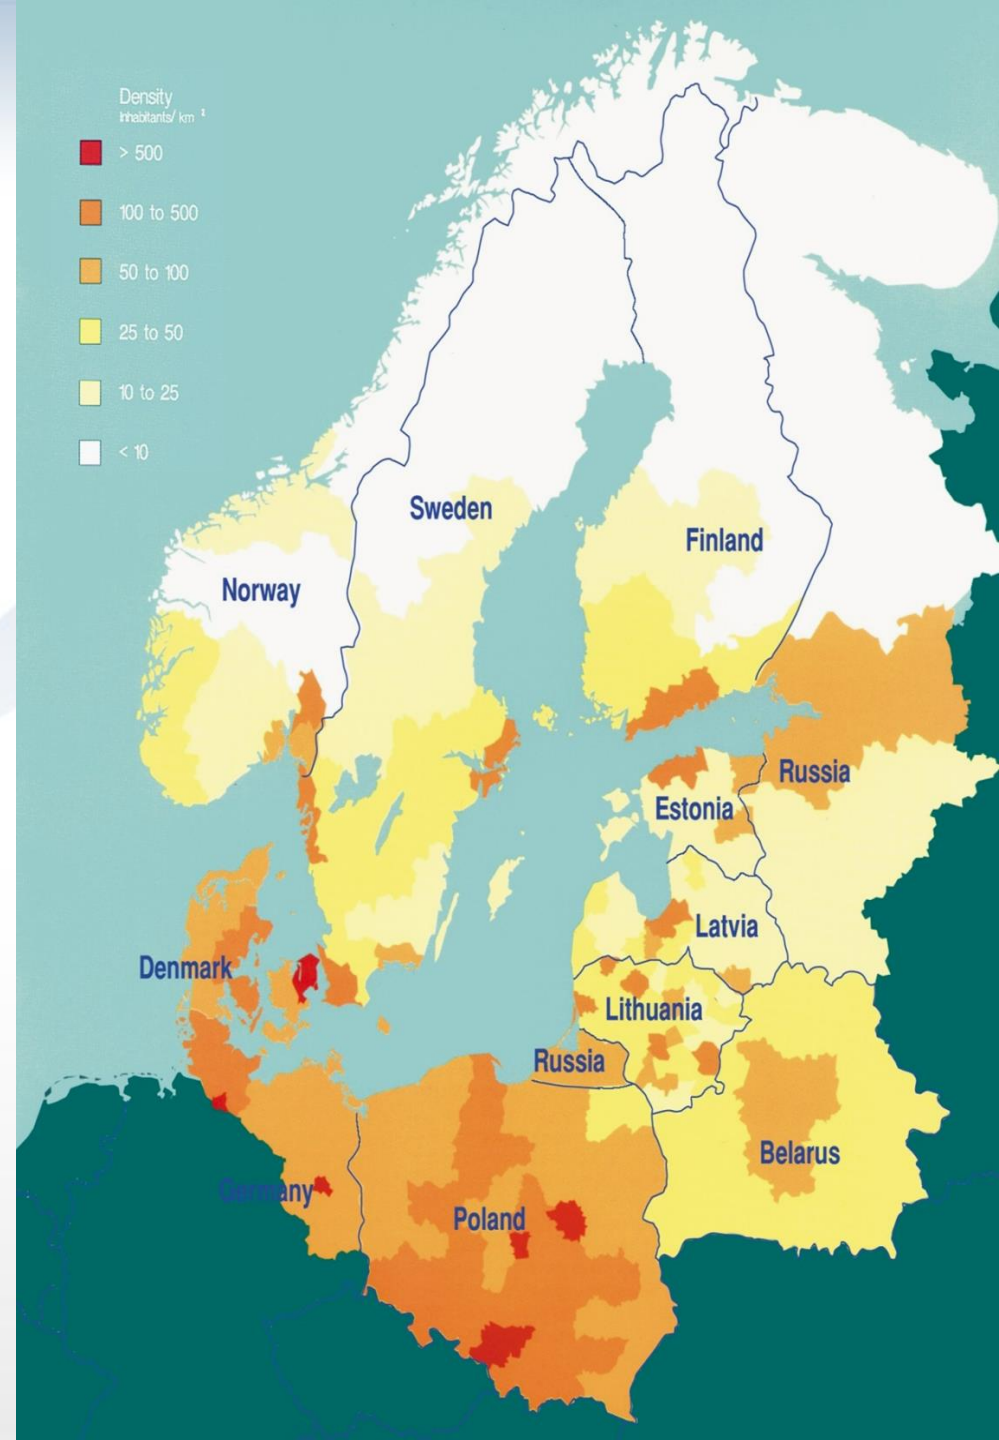 Density
Inhabitants/ km ²
> 500
100 to 500
50 to 100
25 to 50
10 to 25
< 10
Sweden
Finland
Norway
Russia
Estonia
Latvia
Denmark
Lithuania
Russia
Belarus
Germany
Poland